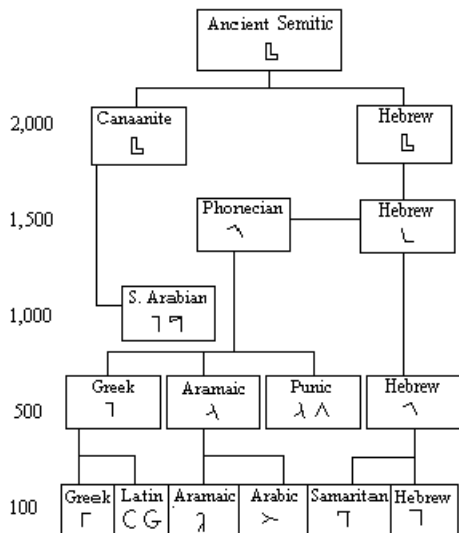 Ancient Semitic
2,000
Canaanite
Hebrew
1,500
Phonecian
Hebrew
1,000
S. Arabian
500
Greek
Aramaic
Punic
Hebrew
100
Greek
Latin
C G
Aramaic
Arabic
Samaritan
Hebrew